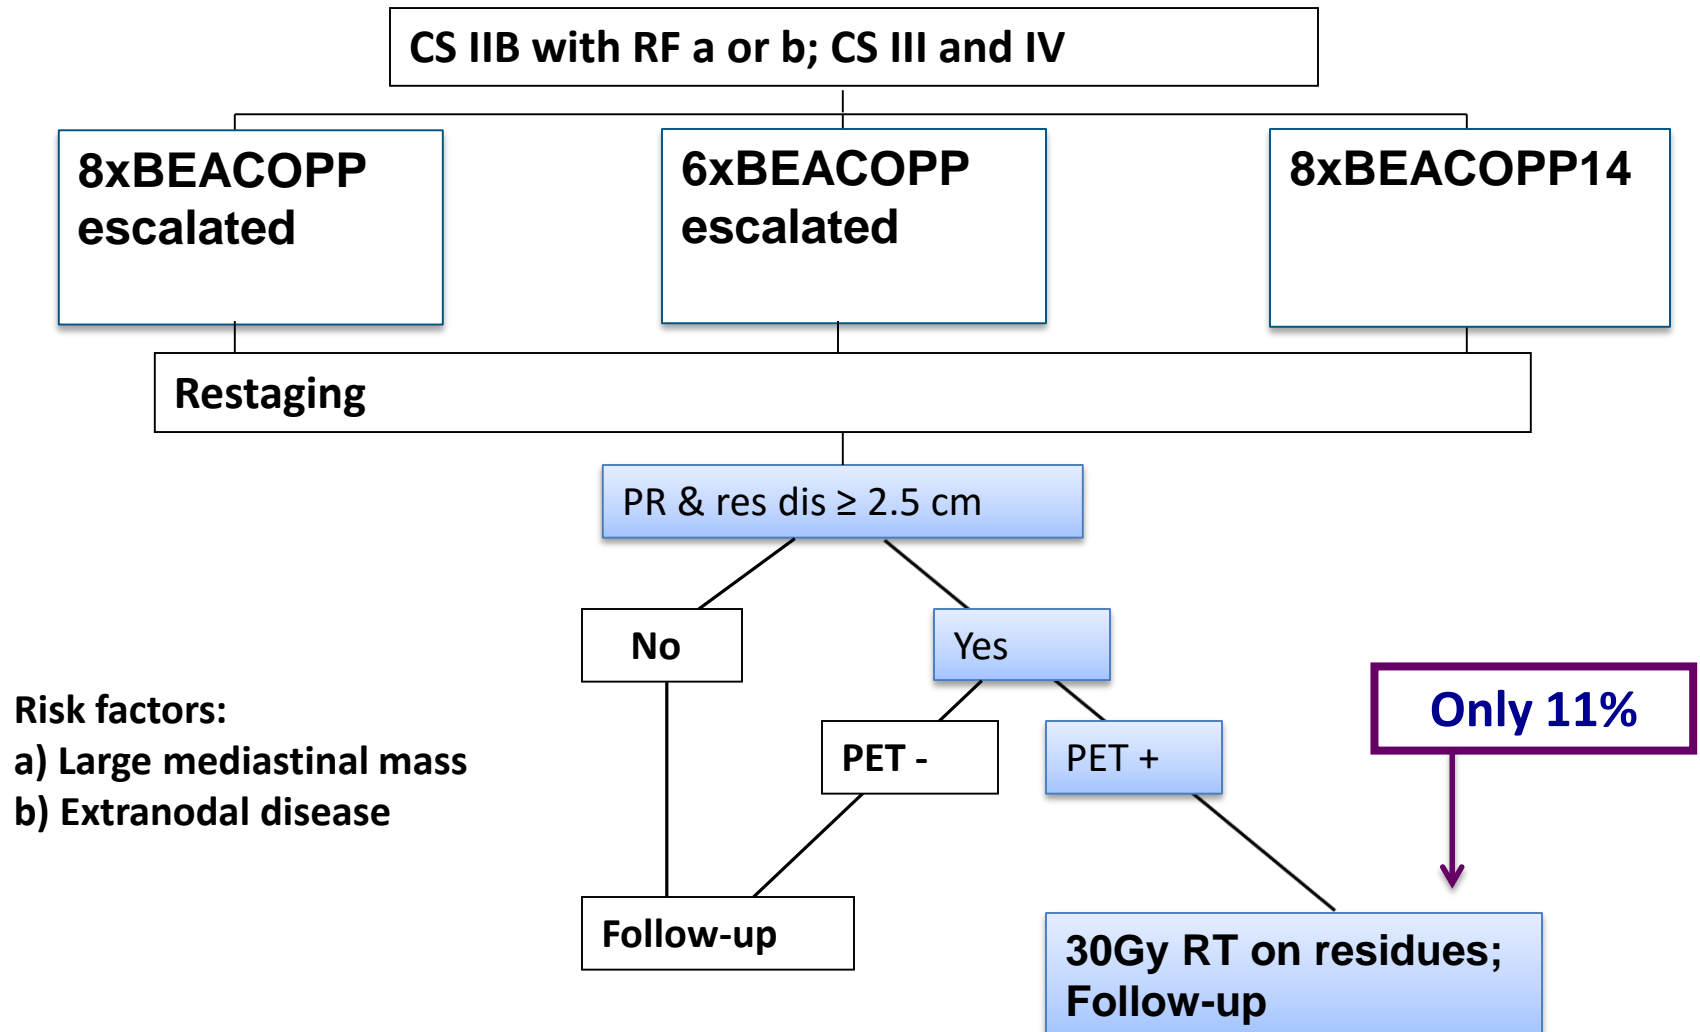 CS IIB with RF a or b; CS III and IV
8xBEACOPP
escalated
6xBEACOPP
escalated
8xBEACOPP14
Restaging
PR & res dis ≥ 2.5 cm
No
Yes
Risk factors:
a) Large mediastinal mass
b) Extranodal disease
PET -
PET +
Only 11%
Follow-up
30Gy RT on residues;
Follow-up